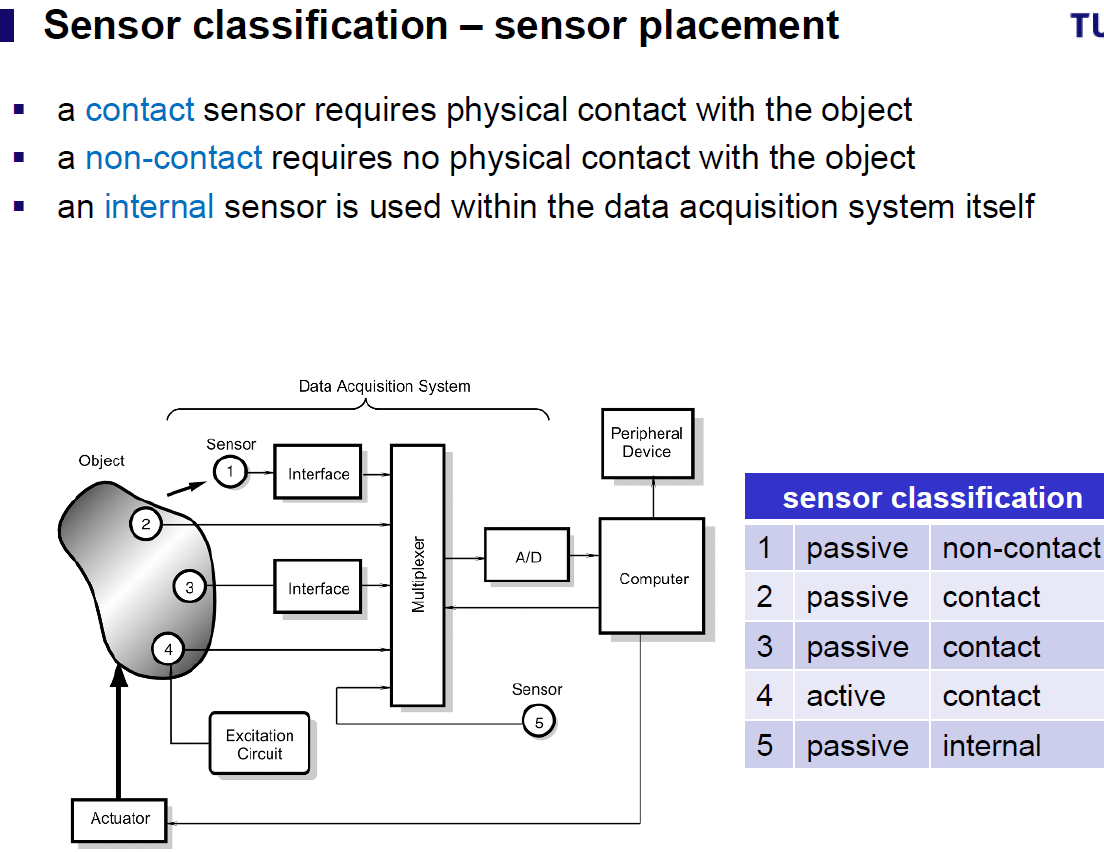 Sensor classification – sensor placement
TU
▪ a contact sensor requires physical contact with the object
▪ a non-contact requires no physical contact with the object
▪ an internal sensor is used within the data acquisition system itself
Data Acquisition System
Object
Sensor
1
Interface
2
3
Interface
4
Multiplexer
A/D
Peripheral
Device
Computer
Sensor
5
Excitation
Circuit
Actuator
sensor classification
1 passive non-contact
2 passive contact
3 passive contact
4 active contact
5 passive internal